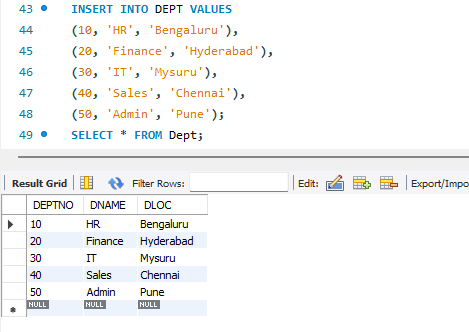 43 INSERT INTO DEPT VALUES
44 (10, 'HR', 'Bengaluru'),
45 (20, 'Finance', 'Hyderabad'),
46 (30, 'IT', 'Mysuru'),
47 (40, 'Sales', 'Chennai'),
48 (50, 'Admin', 'Pune');
49 SELECT * FROM Dept;
Result Grid Filter Rows: Edit: Export/Impo
DEPTNO DNAME DLOC
10 HR Bengaluru
20 Finance Hyderabad
30 IT Mysuru
40 Sales Chennai
50 Admin Pune
NULL NULL NULL